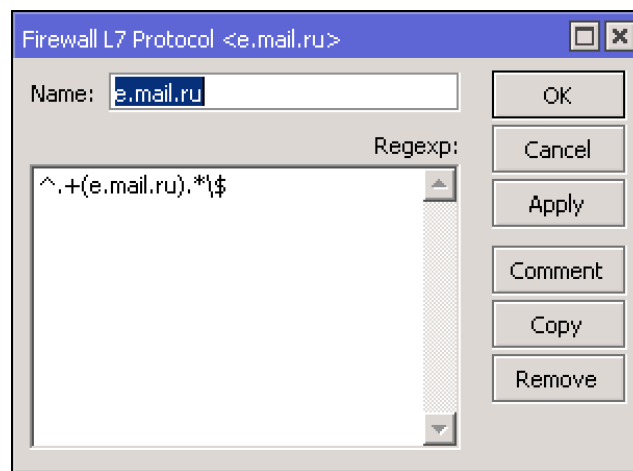 Firewall L7 Protocol <e.mail.ru>
Name: e.mail.ru
OK
Regexp:
Cancel
^.+(e.mail.ru).*\$
Apply
Comment
Copy
Remove